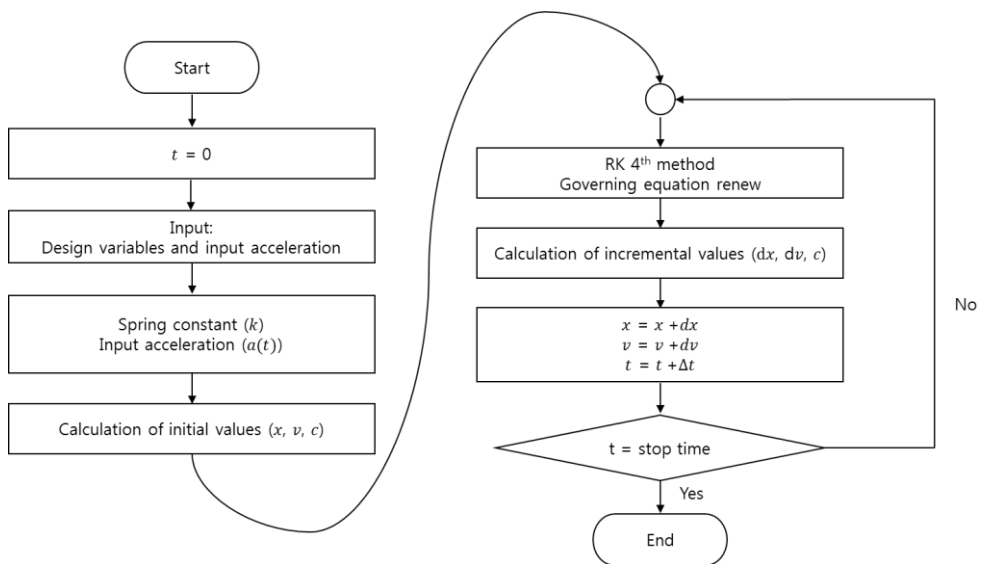 Start
t = 0
Input:
Design variables and input acceleration
Spring constant (k)
Input acceleration (a(t))
Calculation of initial values (x, v, c)
RK 4th method
Governing equation renew
Calculation of incremental values (dx, dv, c)
x = x +dx
v = v +dv
t = t +Δt
t = stop time
No
Yes
End